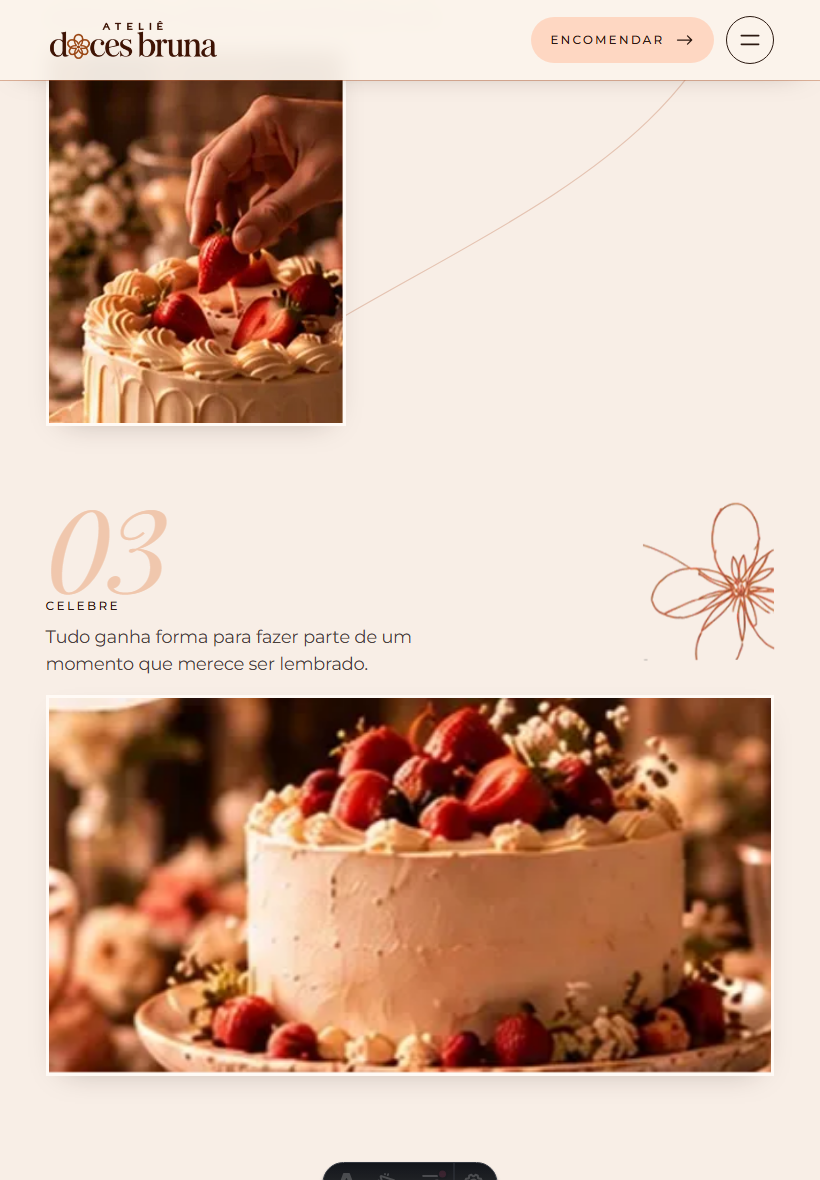 ATELIÊ
doces bruna
ENCOMENDAR
03
CELEBRE
Tudo ganha forma para fazer parte de um
momento que merece ser lembrado.